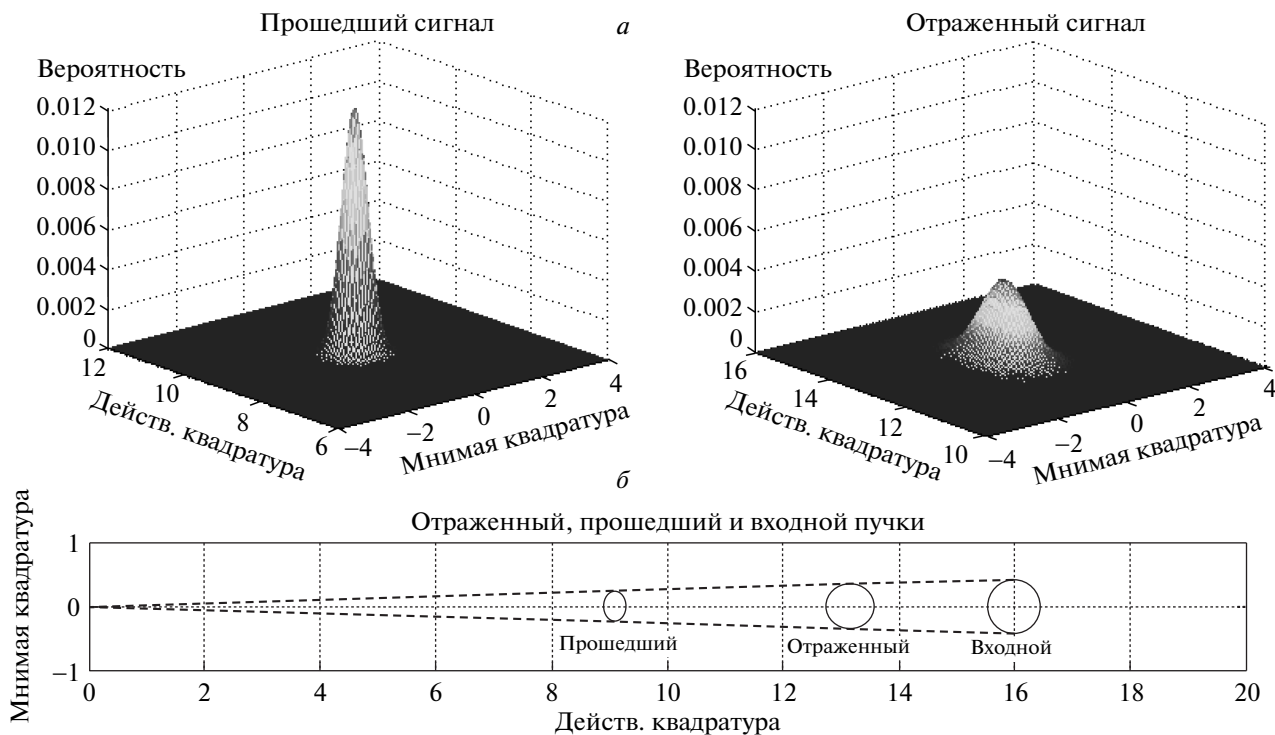 Прошедший сигнал
а
Отраженный сигнал
Вероятность
0.012
0.010
0.008
0.006
0.004
0.002
0
12
10
8
6
Действ. квадратура
−4
−2
0
2
4
Мнимая квадратура
Вероятность
0.012
0.010
0.008
0.006
0.004
0.002
0
16
14
12
10
Действ. квадратура
−4
−2
0
2
4
Мнимая квадратура
б
Отраженный, прошедший и входной пучки
Мнимая квадратура
1
0
−1
Прошедший
Отраженный
Входной
0 2 4 6 8 10 12 14 16 18 20
Действ. квадратура